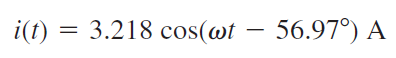 i(t) = 3.218 cos(ωt − 56.97°) A